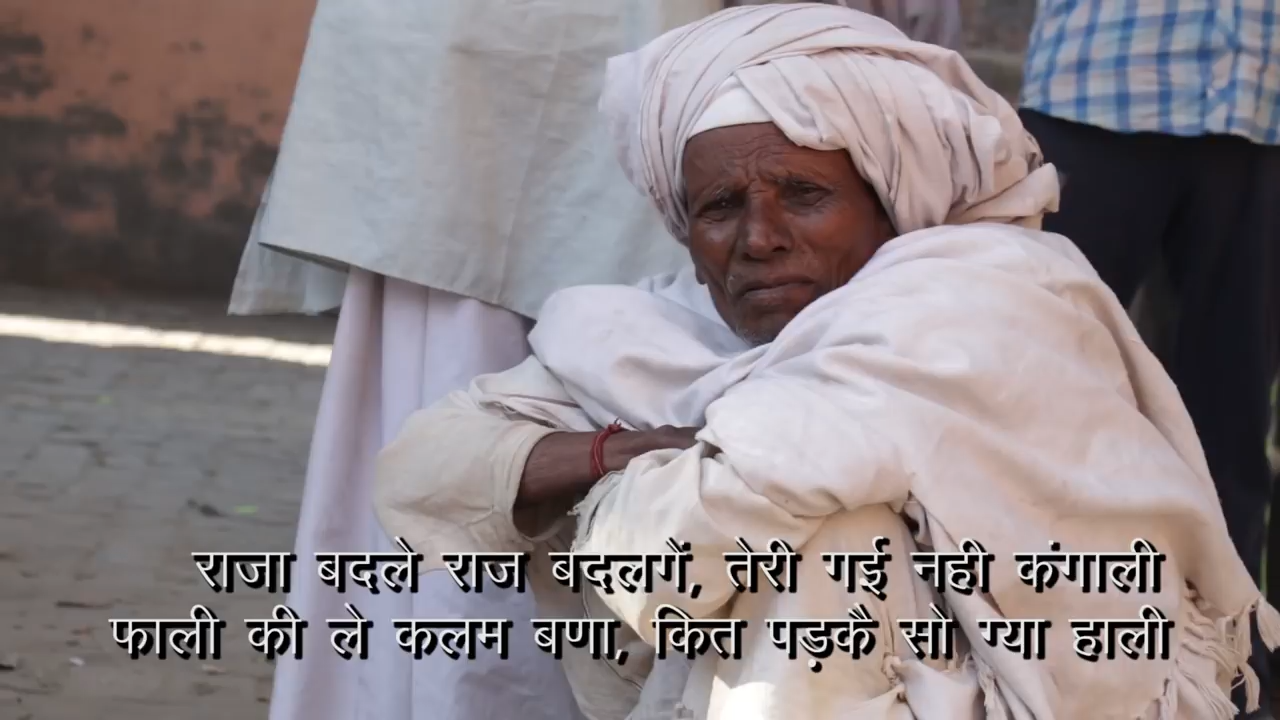 राजा बदले राज बदलगें, तेरी गई नही कंगाली
फाली की ले कलम बणा, कित पड़कै सो ग्या हाली